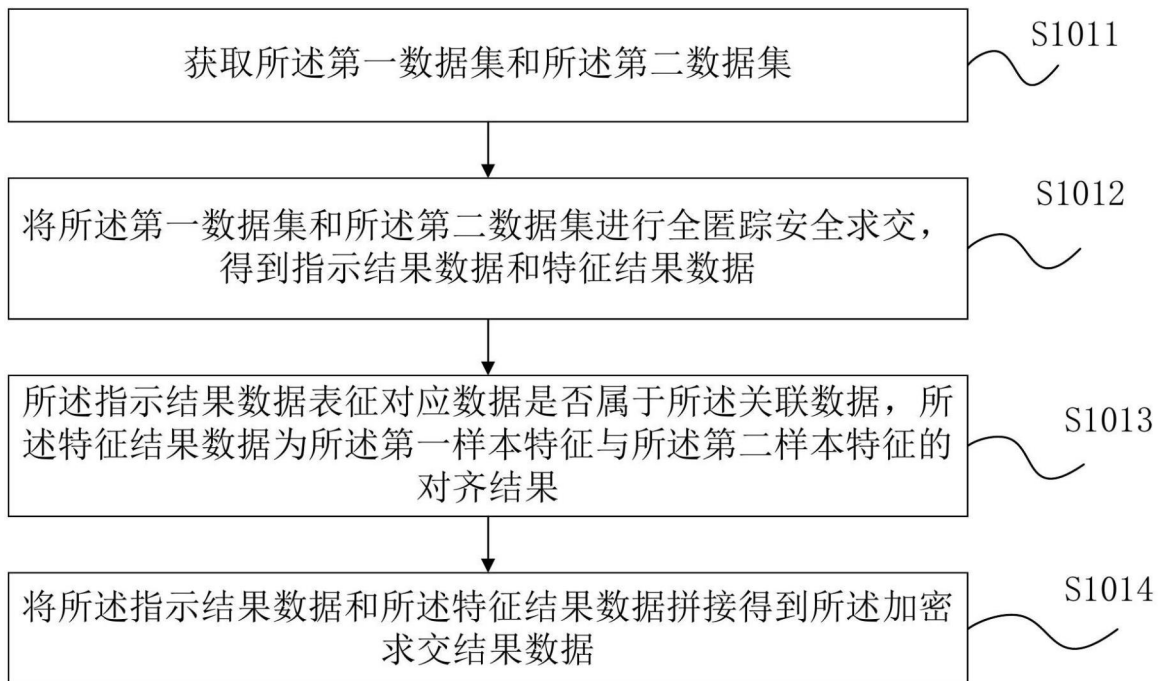 获取所述第一数据集和所述第二数据集
S1011
将所述第一数据集和所述第二数据集进行全匿踪安全求交，
得到指示结果数据和特征结果数据
S1012
所述指示结果数据表征对应数据是否属于所述关联数据，所
述特征结果数据为所述第一样本特征与所述第二样本特征的
对齐结果
S1013
将所述指示结果数据和所述特征结果数据拼接得到所述加密
求交结果数据
S1014